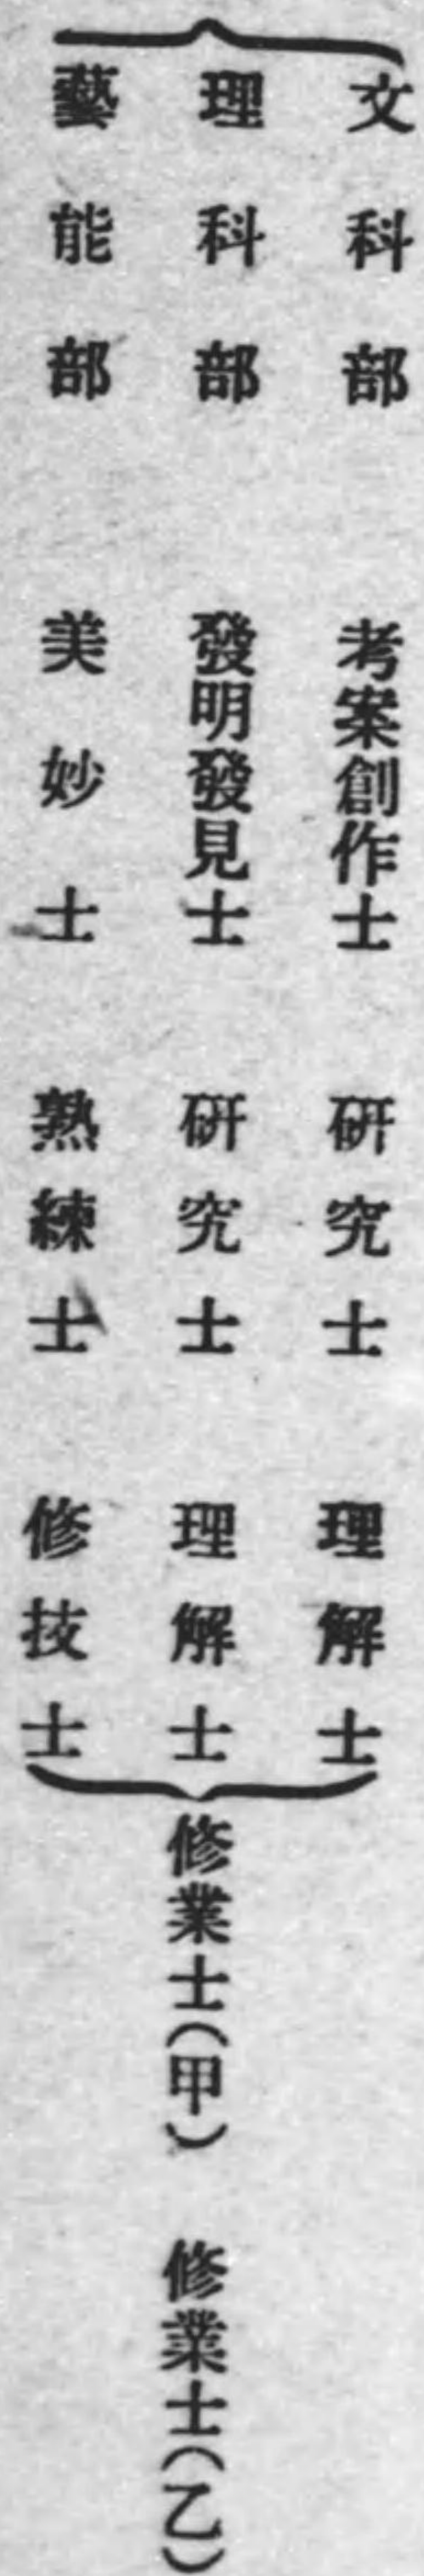 文科部　考案創作士　研究士　理解士
理科部　發明發見士　研究士　理解士
藝能部　美妙士　熟練士　修技士
修業士（甲）　修業士（乙）